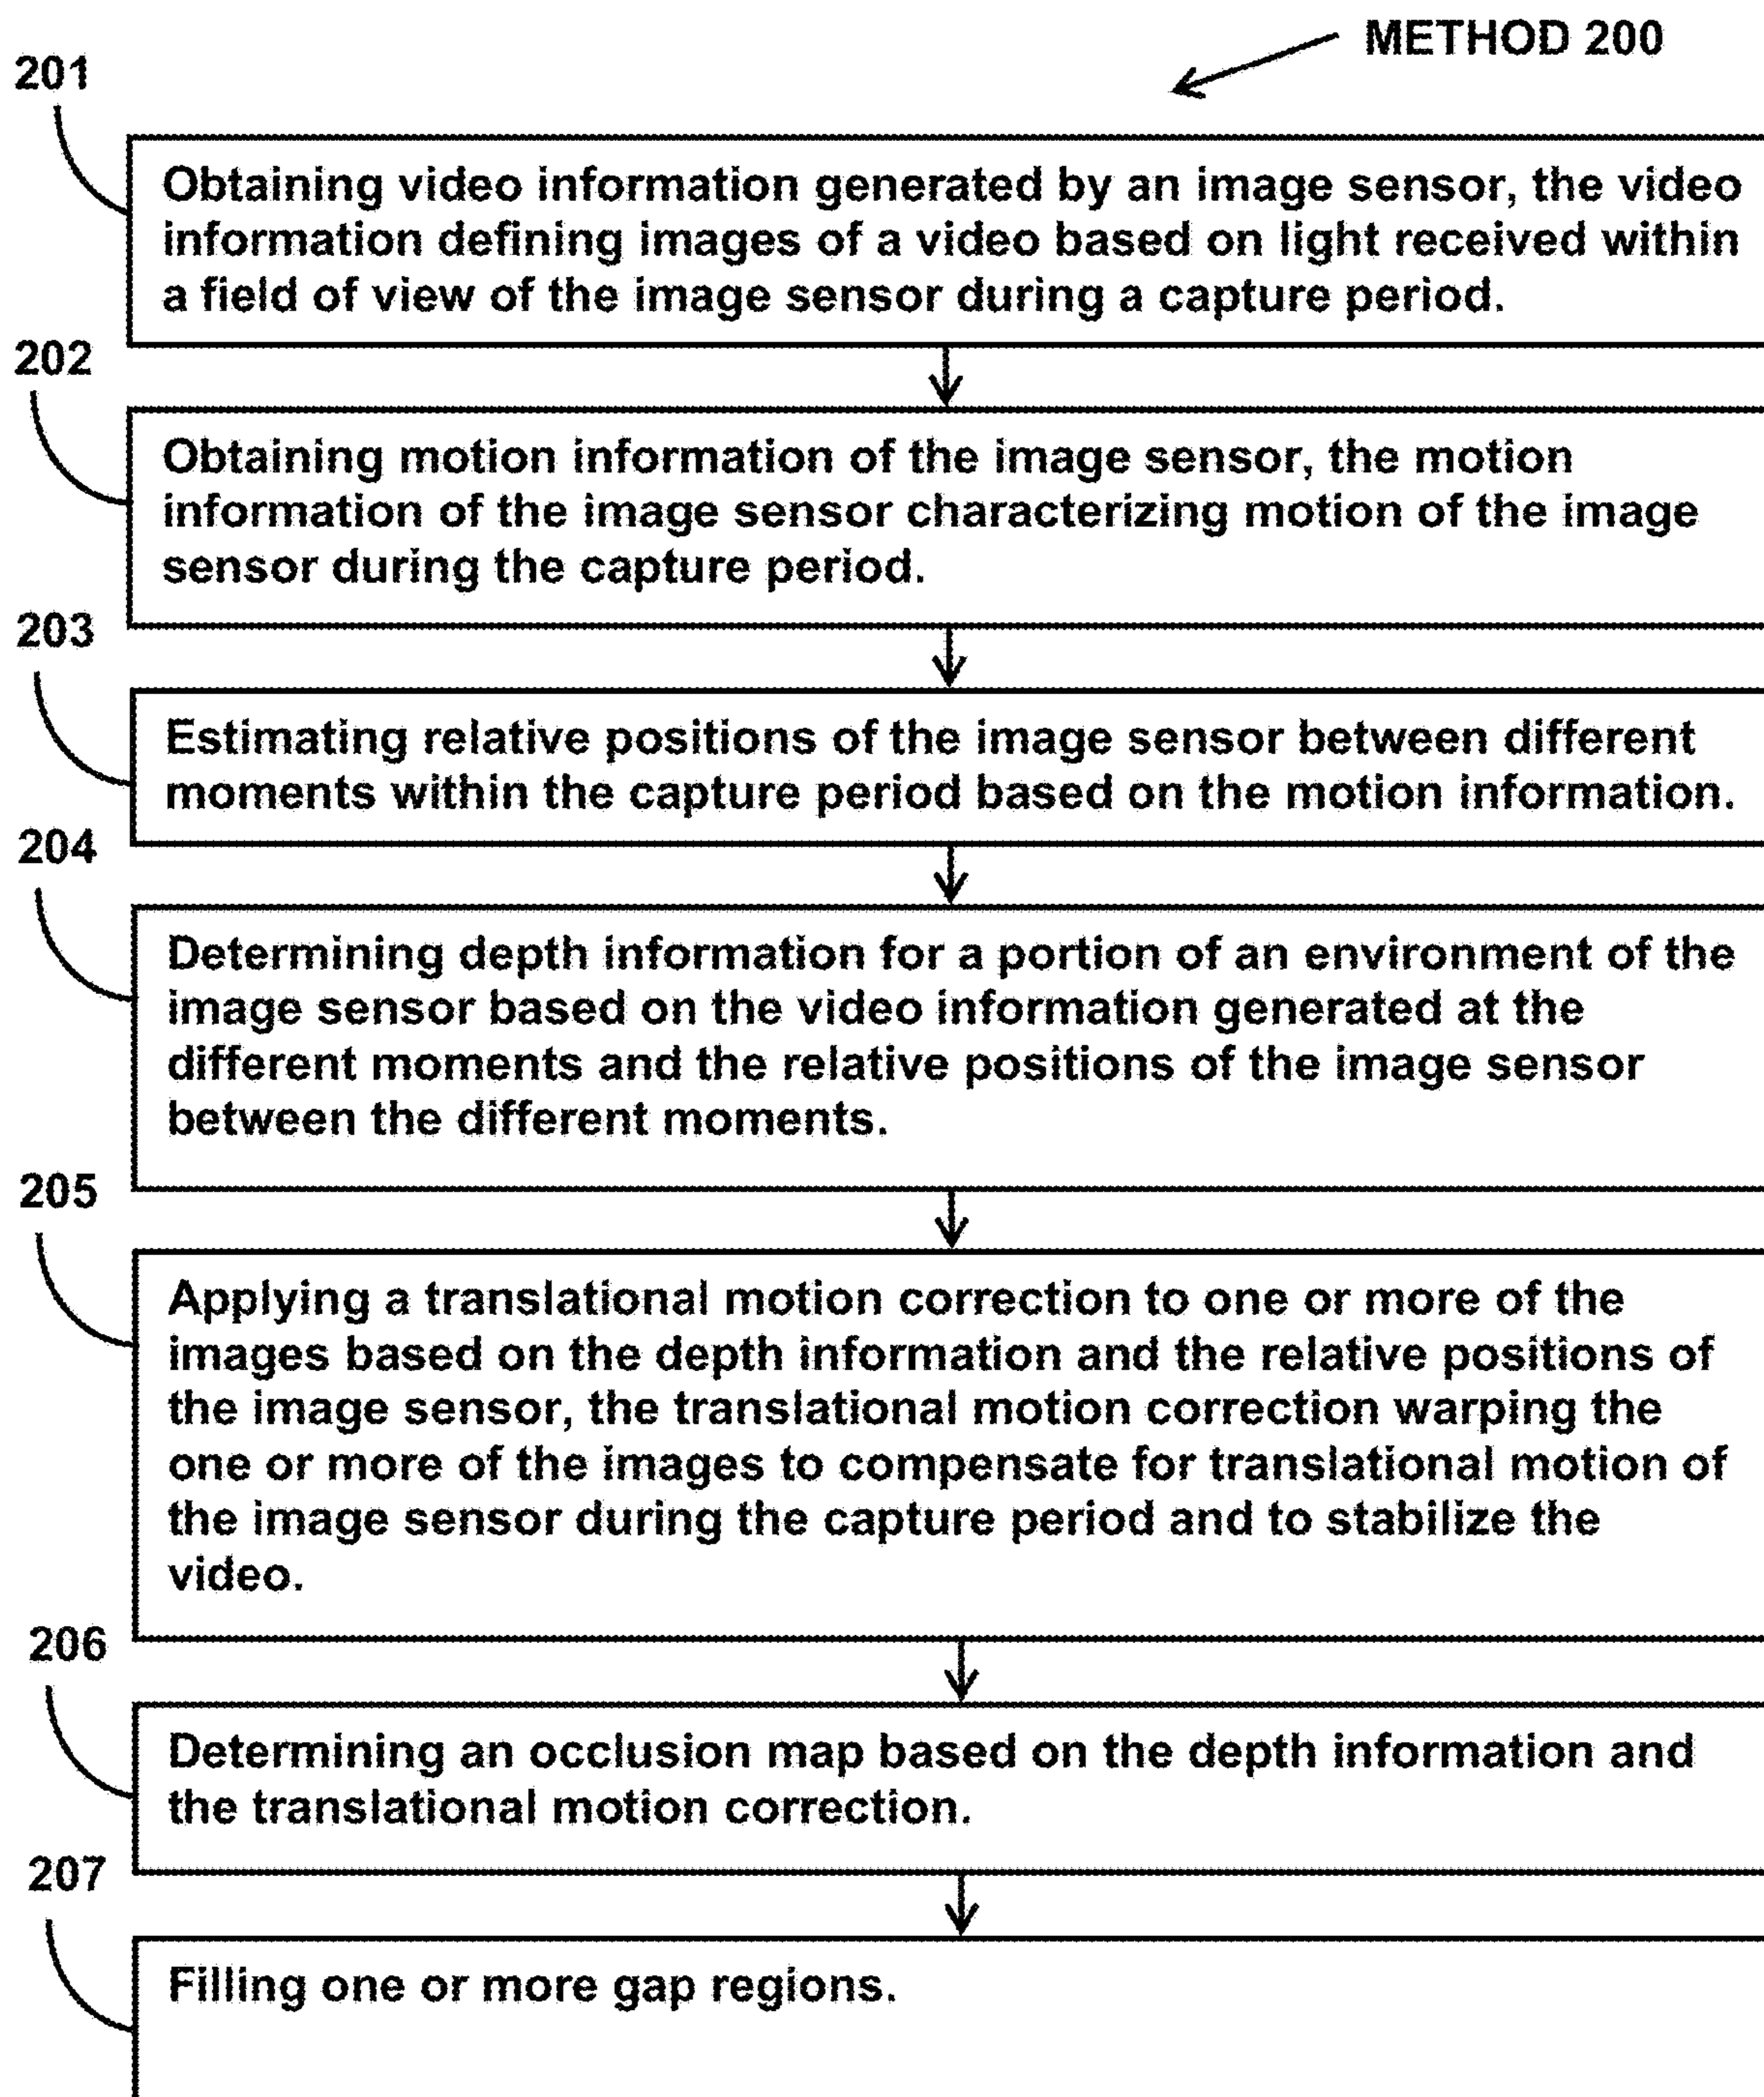 METHOD 200
201
Obtaining video information generated by an image sensor, the video
information defining images of a video based on light received within
a field of view of the image sensor during a capture period.
202
Obtaining motion information of the image sensor, the motion
information of the image sensor characterizing motion of the image
sensor during the capture period.
203
Estimating relative positions of the image sensor between different
moments within the capture period based on the motion information.
204
Determining depth information for a portion of an environment of the
image sensor based on the video information generated at the
different moments and the relative positions of the image sensor
between the different moments.
205
Applying a translational motion correction to one or more of the
images based on the depth information and the relative positions of
the image sensor, the translational motion correction warping the
one or more of the images to compensate for translational motion of
the image sensor during the capture period and to stabilize the
video.
206
Determining an occlusion map based on the depth information and
the translational motion correction.
207
Filling one or more gap regions.